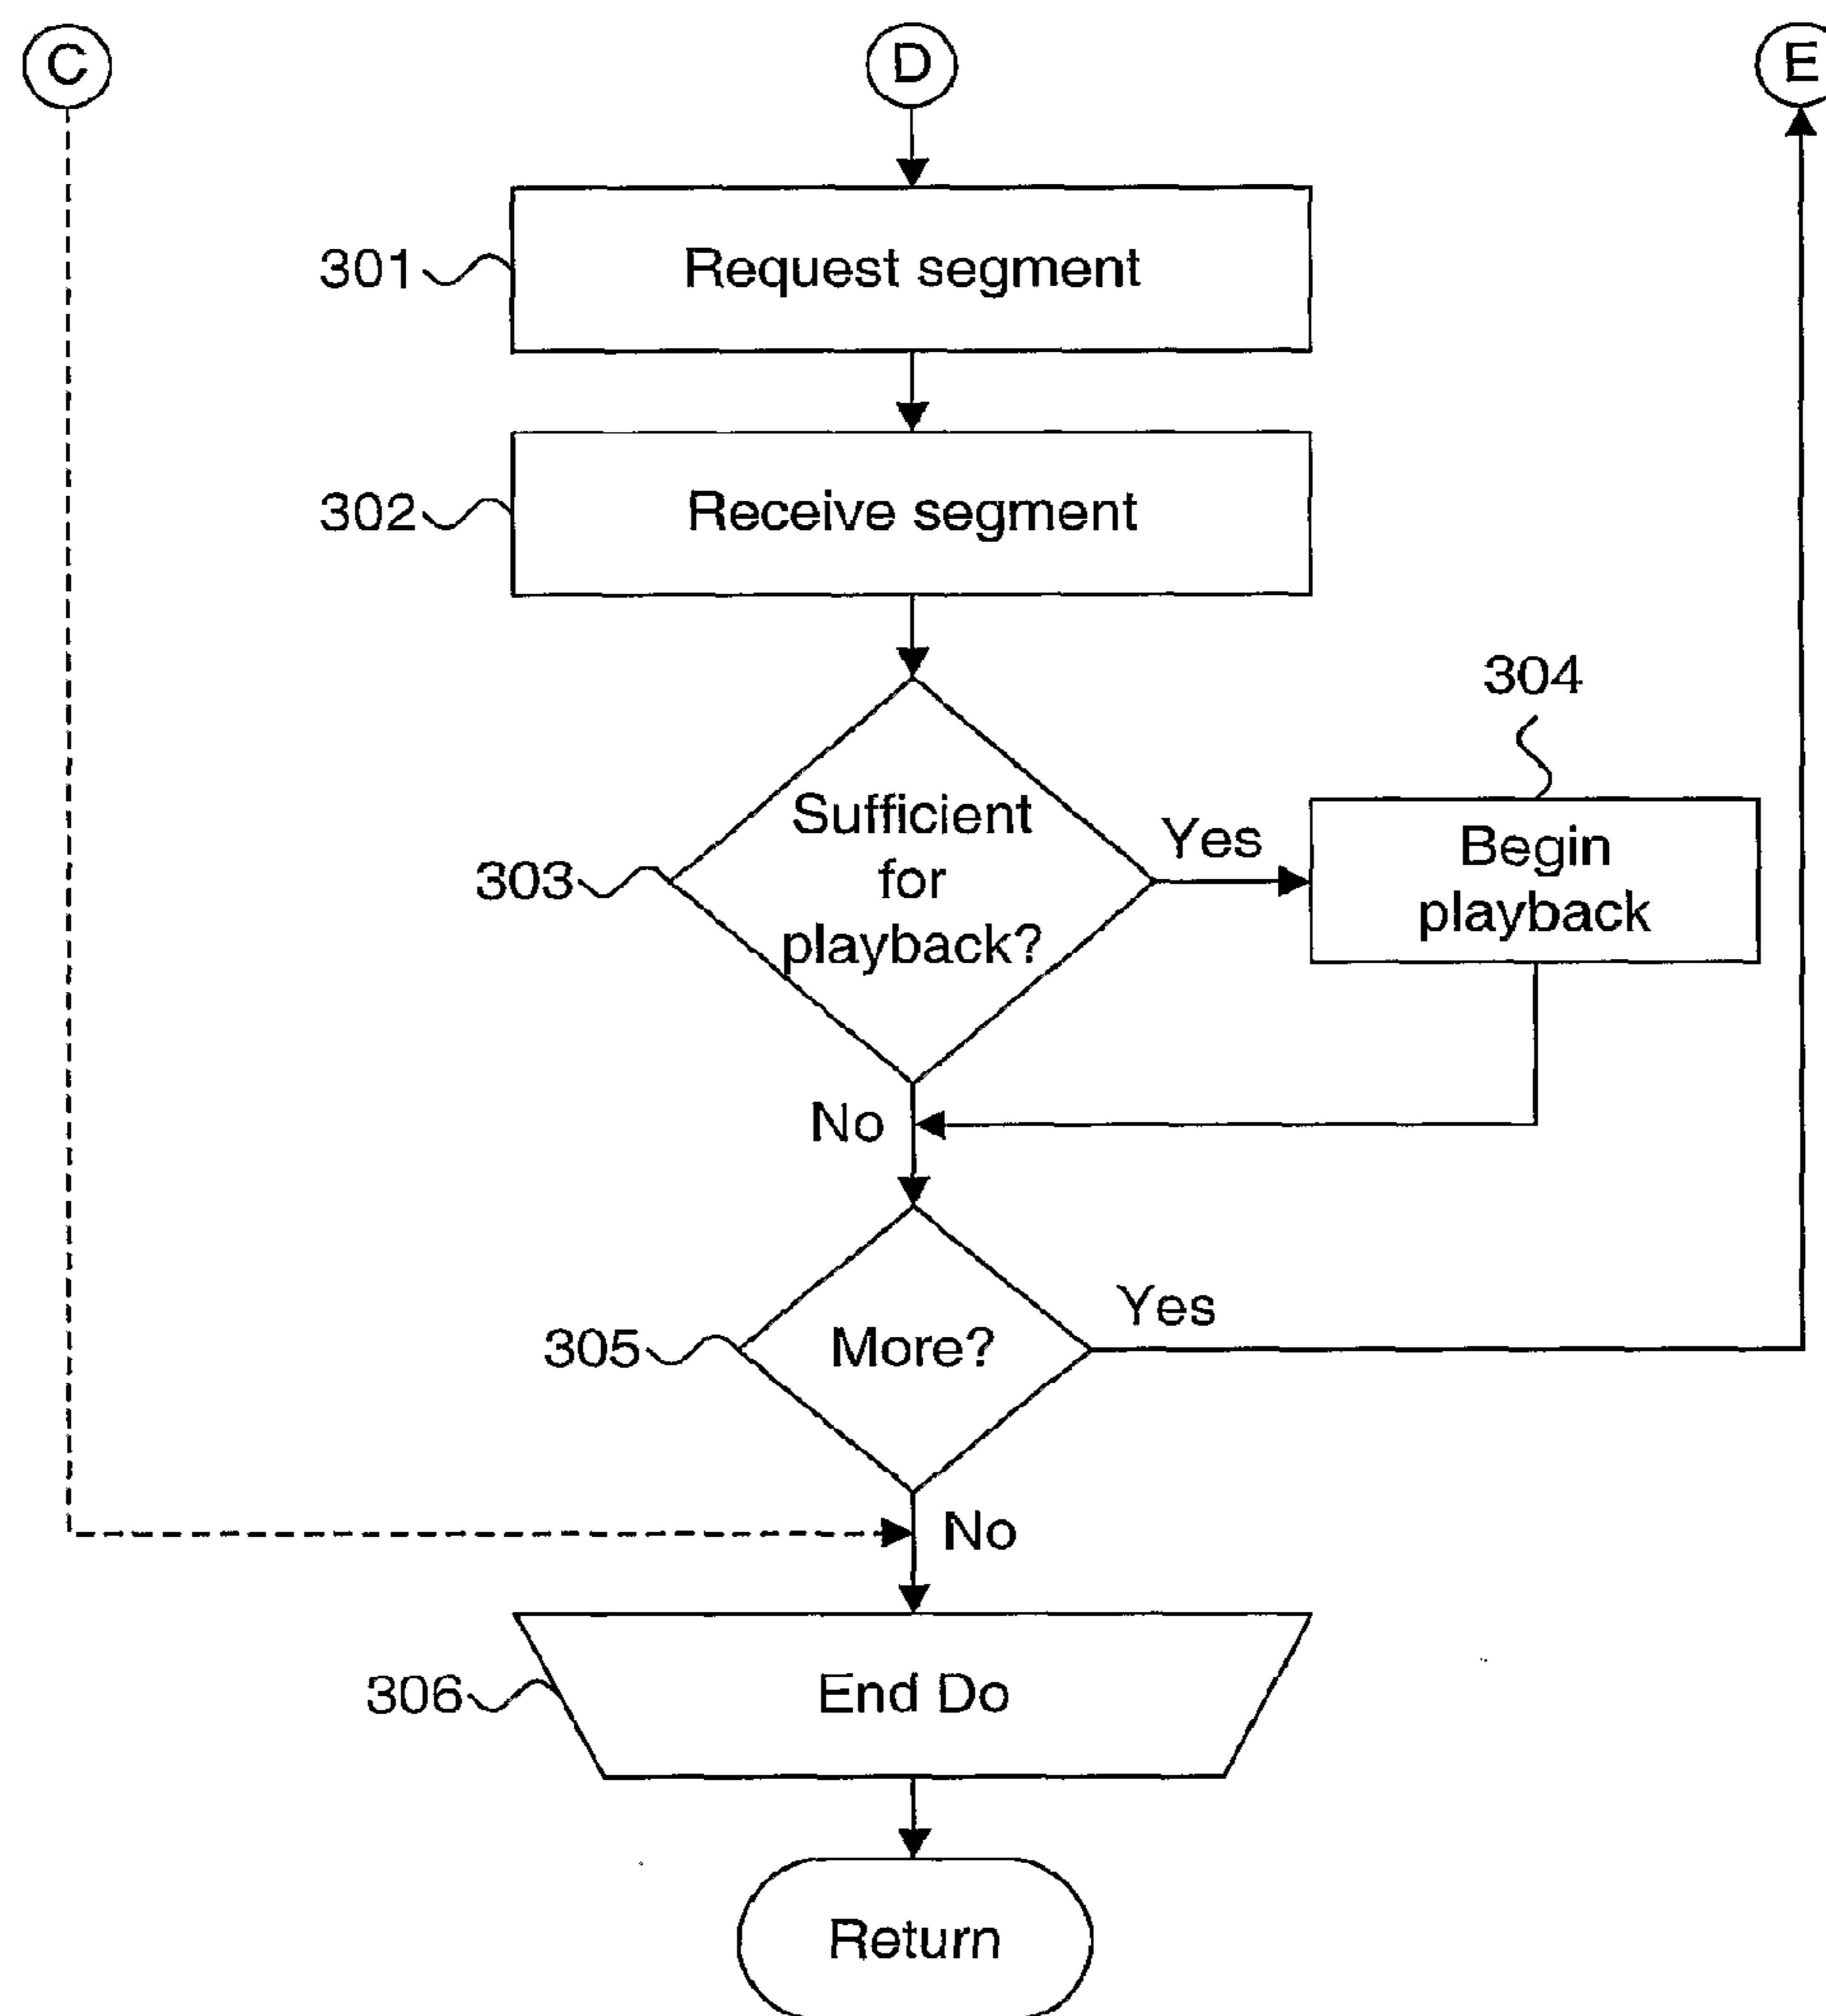 C
D
E
301
Request segment
302
Receive segment
304
Sufficient
for
playback?
303
Yes
Begin
playback
No
305
More?
Yes
No
306
End Do
Return